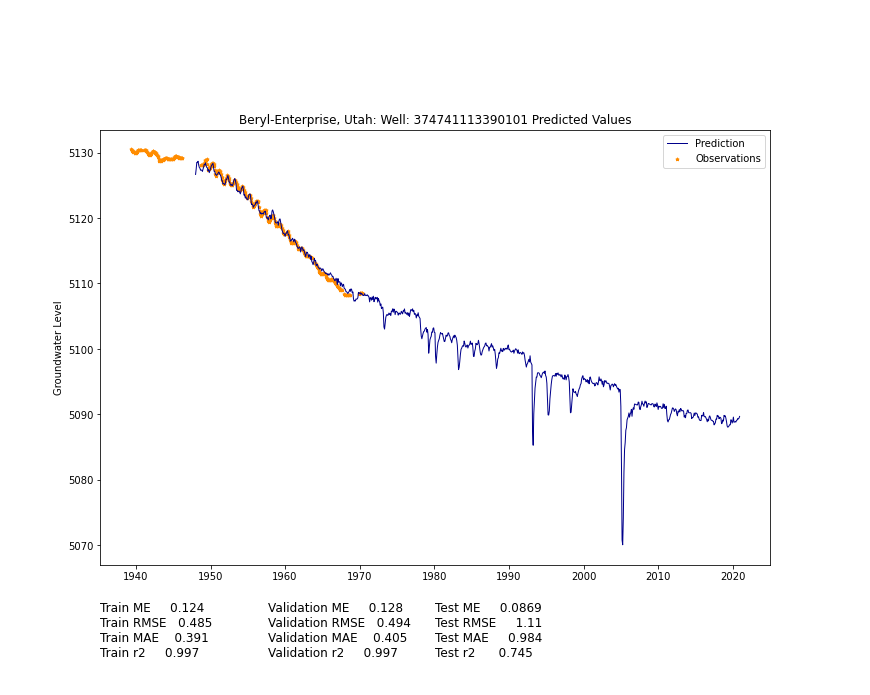 Beryl-Enterprise, Utah: Well: 374741113390101 Predicted Values
Prediction
Observations
Groundwater Level
5130
5120
5110
5100
5090
5080
5070
1940 1950 1960 1970 1980 1990 2000 2010 2020
Train ME 0.124 Validation ME 0.128 Test ME 0.0869
Train RMSE 0.485 Validation RMSE 0.494 Test RMSE 1.11
Train MAE 0.391 Validation MAE 0.405 Test MAE 0.984
Train r2 0.997 Validation r2 0.997 Test r2 0.745